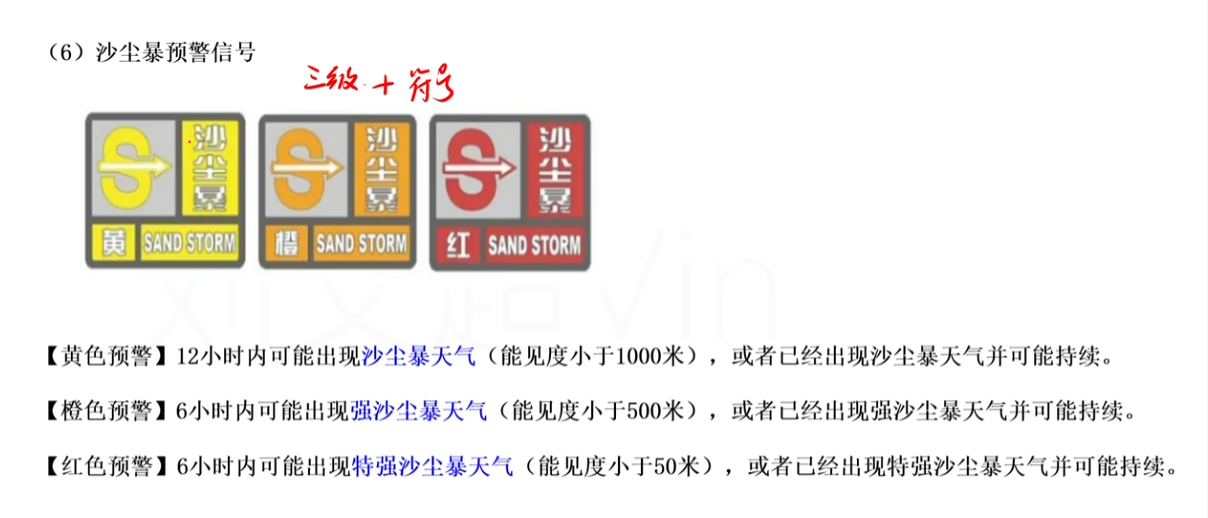 （6）沙尘暴预警信号
三级 + 符号
沙尘暴
黄 SAND STORM
沙尘暴
橙 SAND STORM
沙尘暴
红 SAND STORM
【黄色预警】12小时内可能出现沙尘暴天气（能见度小于1000米），或者已经出现沙尘暴天气并可能持续。
【橙色预警】6小时内可能出现强沙尘暴天气（能见度小于500米），或者已经出现强沙尘暴天气并可能持续。
【红色预警】6小时内可能出现特强沙尘暴天气（能见度小于50米），或者已经出现特强沙尘暴天气并可能持续。